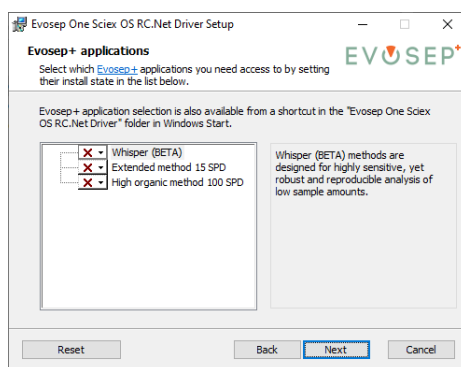 Evosep One Sciex OS RC.Net Driver Setup
Evosep+ applications
Select which Evosep+ applications you need access to by setting
their install state in the list below.
EVOSEP+
Evosep+ application selection is also available from a shortcut in the "Evosep One Sciex
OS RC.Net Driver" folder in Windows Start.
Whisper (BETA)
Extended method 15 SPD
High organic method 100 SPD
Whisper (BETA) methods are
designed for highly sensitive, yet
robust and reproducible analysis of
low sample amounts.
Reset
Back
Next
Cancel